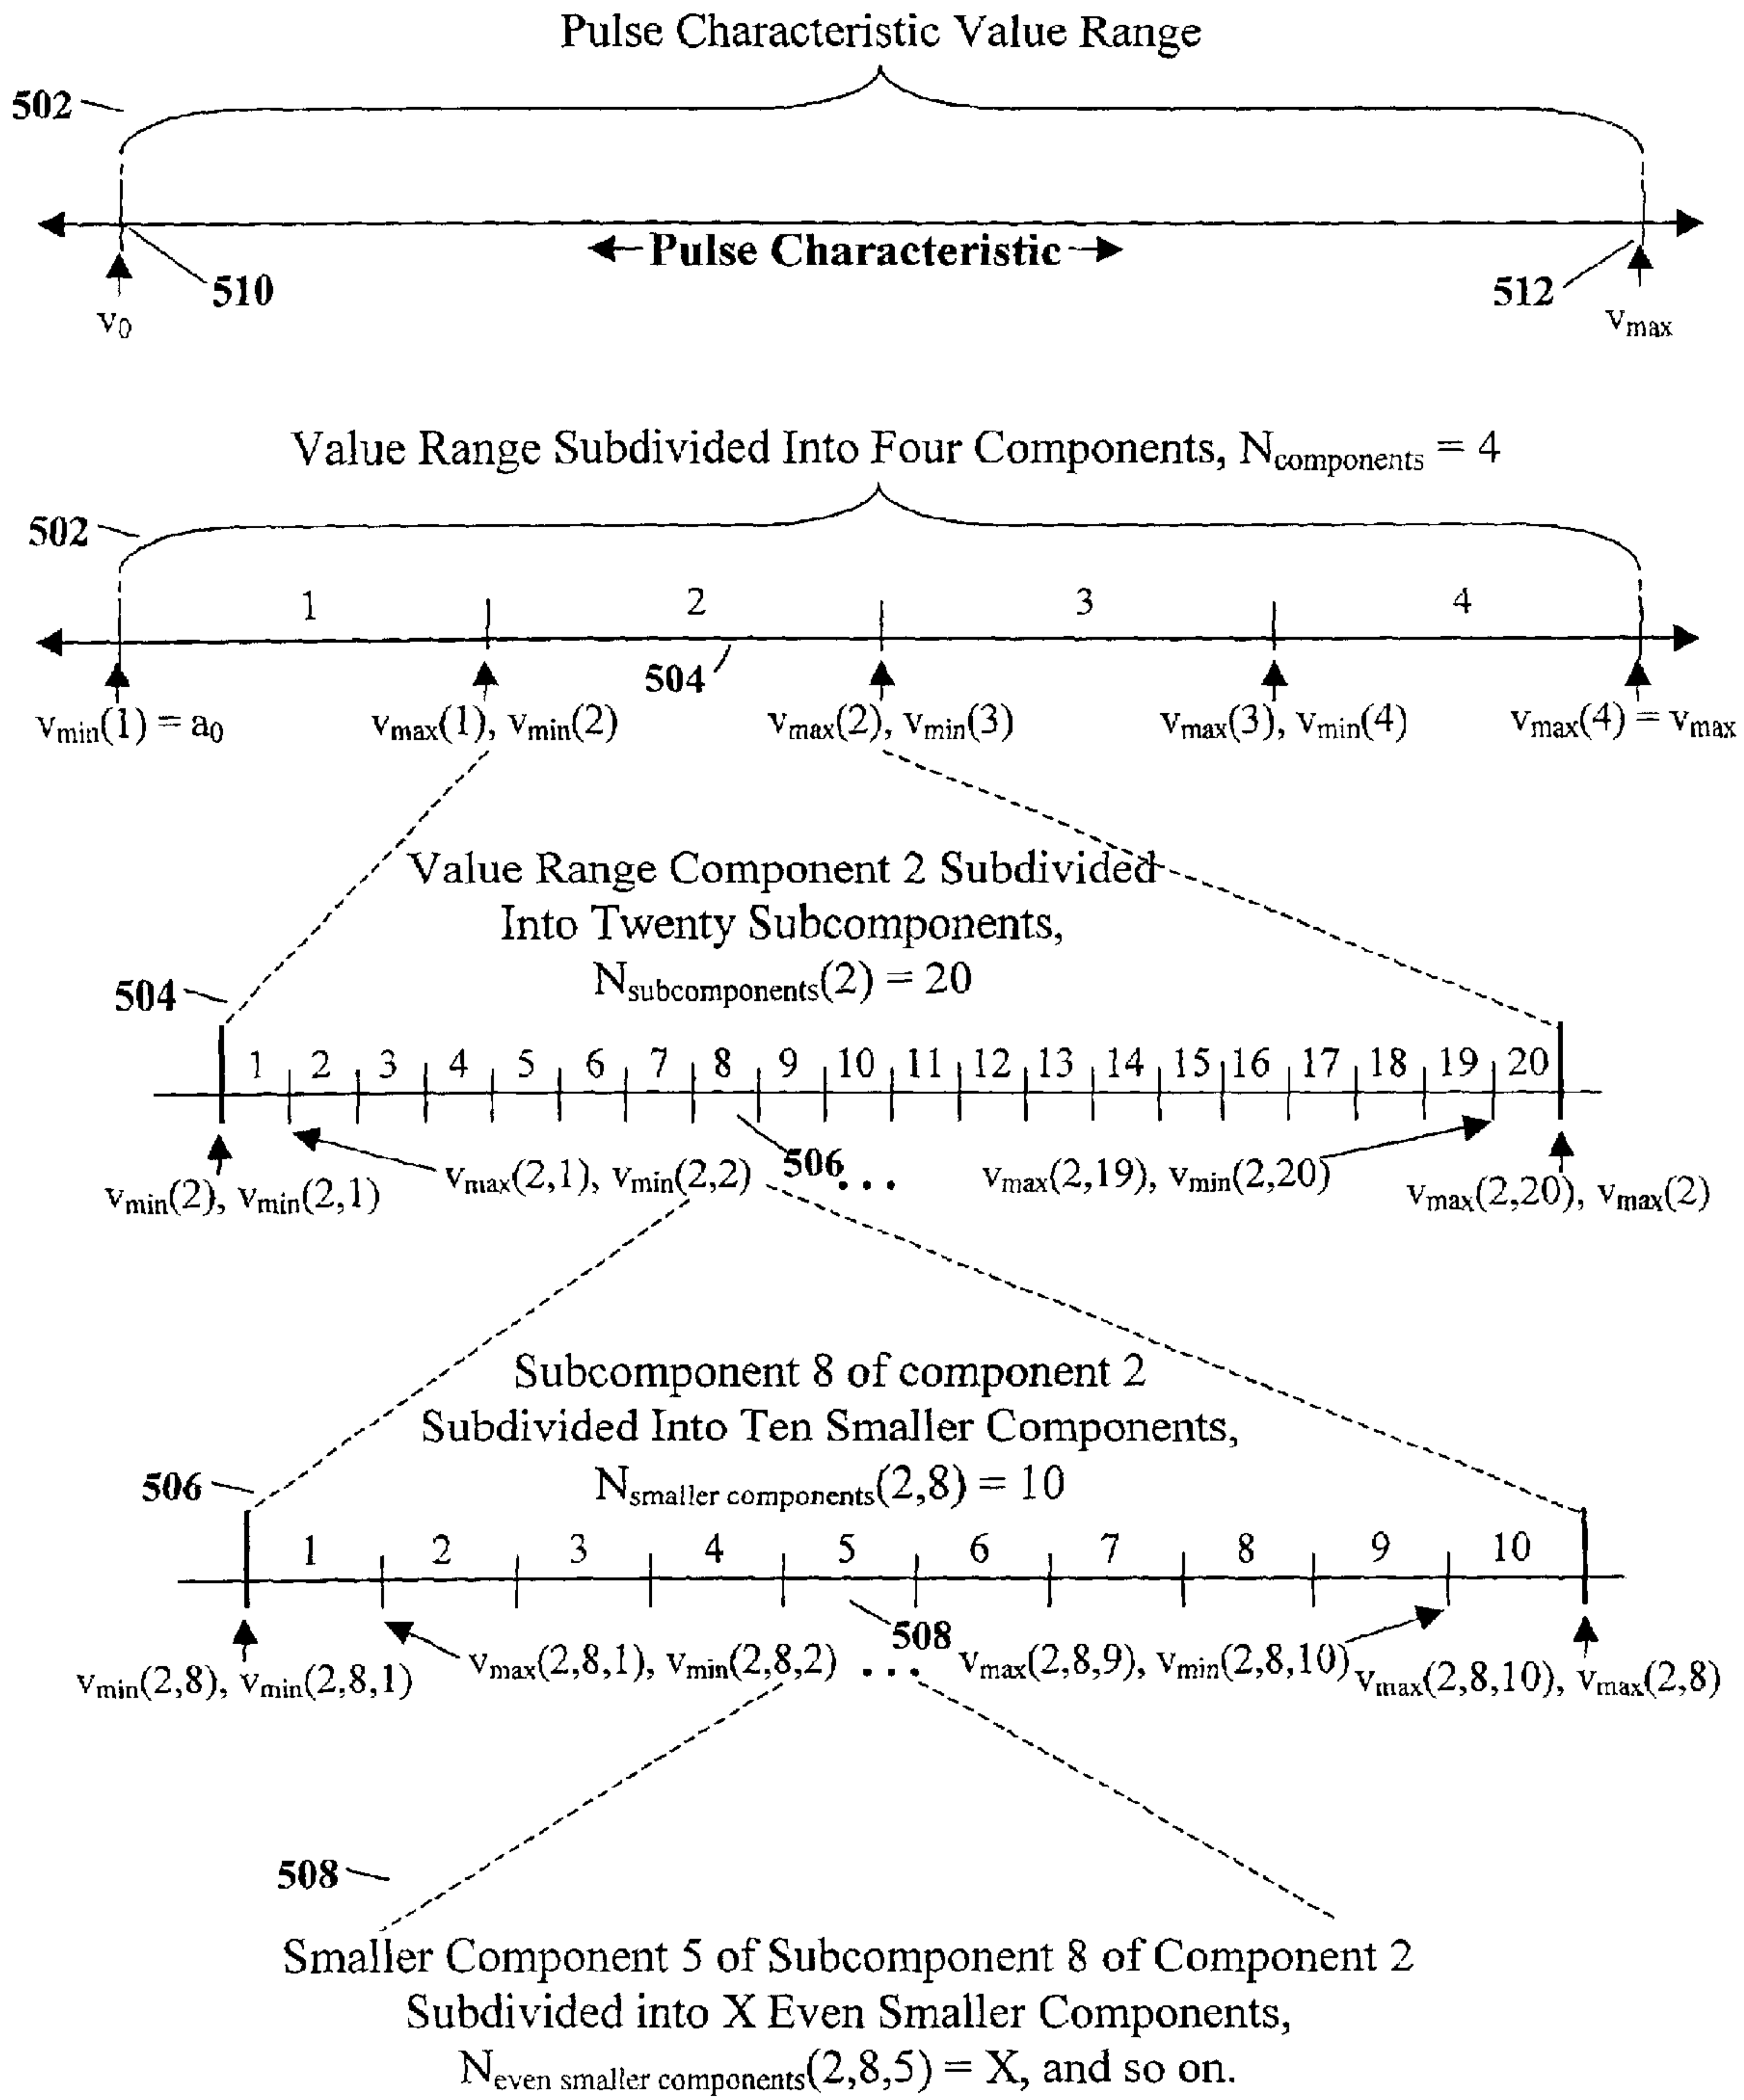 Pulse Characteristic Value Range
502
Pulse Characteristic
510
512
v0
vmax
Value Range Subdivided Into Four Components, Ncomponents = 4
502
1 2 3 4
504
vmin(1) = a0 vmax(1), vmin(2) vmax(2), vmin(3) vmax(3), vmin(4) vmax(4) = vmax
Value Range Component 2 Subdivided
Into Twenty Subcomponents,
Nsubcomponents(2) = 20
504
1 2 3 4 5 6 7 8 9 10 11 12 13 14 15 16 17 18 19 20
506
vmin(2), vmin(2,1) vmax(2,1), vmin(2,2) ... vmax(2,19), vmin(2,20) vmax(2,20), vmax(2)
Subcomponent 8 of component 2
Subdivided Into Ten Smaller Components,
Nsmaller components(2,8) = 10
506
1 2 3 4 5 6 7 8 9 10
508
vmin(2,8), vmin(2,8,1) vmax(2,8,1), vmin(2,8,2) ... vmax(2,8,9), vmin(2,8,10) vmax(2,8,10), vmax(2,8)
508
Smaller Component 5 of Subcomponent 8 of Component 2
Subdivided into X Even Smaller Components,
Neven smaller components(2,8,5) = X, and so on.